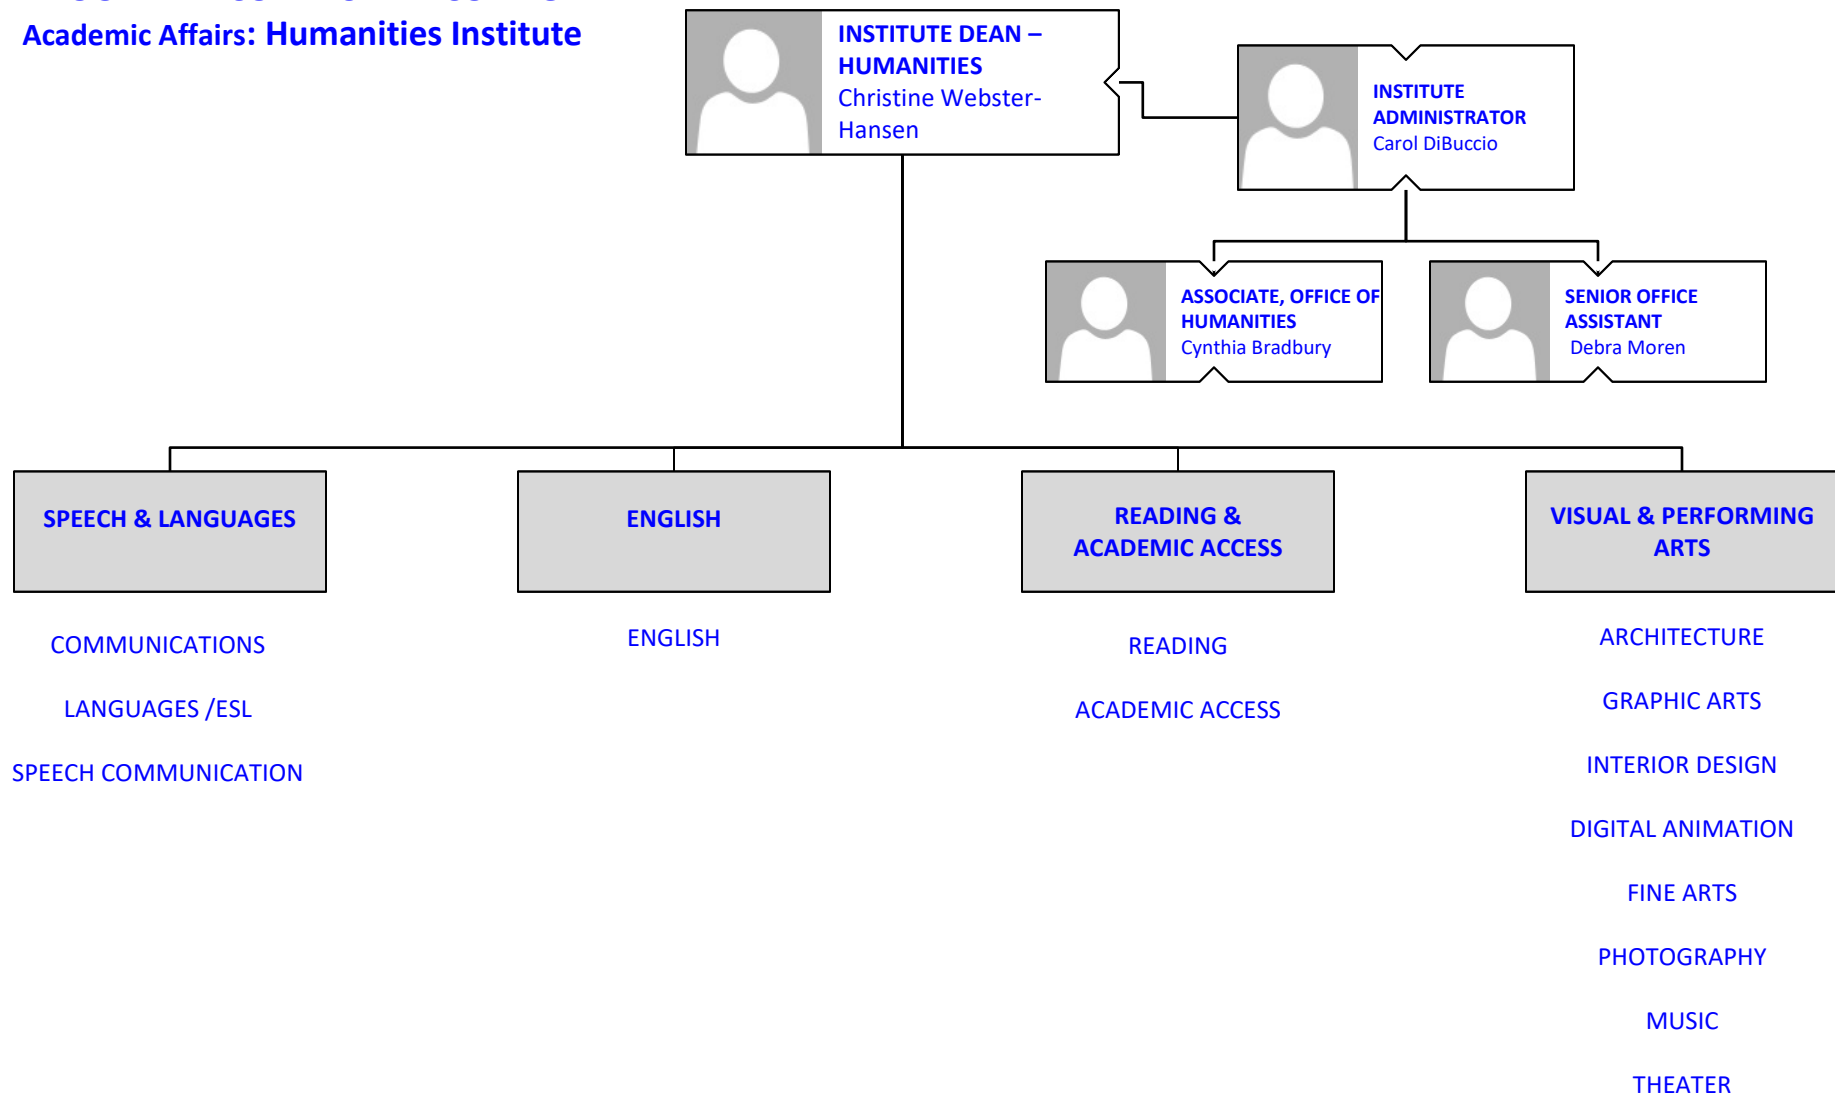 Academic Affairs: Humanities Institute
INSTITUTE DEAN –
HUMANITIES
Christine Webster-
Hansen
INSTITUTE
ADMINISTRATOR
Carol DiBuccio
ASSOCIATE, OFFICE OF
HUMANITIES
Cynthia Bradbury
SENIOR OFFICE
ASSISTANT
Debra Moren
SPEECH & LANGUAGES
COMMUNICATIONS
LANGUAGES /ESL
SPEECH COMMUNICATION
ENGLISH
ENGLISH
READING &
ACADEMIC ACCESS
READING
ACADEMIC ACCESS
VISUAL & PERFORMING
ARTS
ARCHITECTURE
GRAPHIC ARTS
INTERIOR DESIGN
DIGITAL ANIMATION
FINE ARTS
PHOTOGRAPHY
MUSIC
THEATER